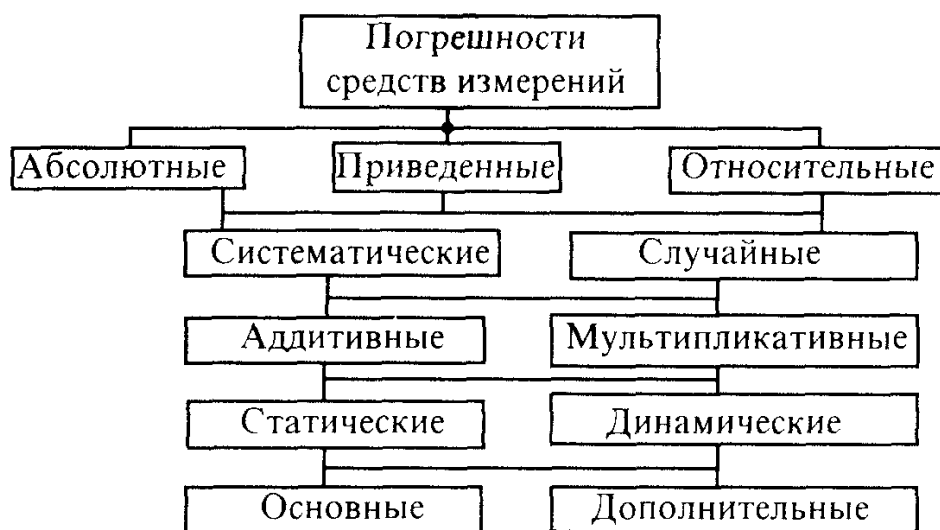 Погрешности
средств измерений
Абсолютные
Приведенные
Относительные
Систематические
Случайные
Аддитивные
Мультипликативные
Статические
Динамические
Основные
Дополнительные